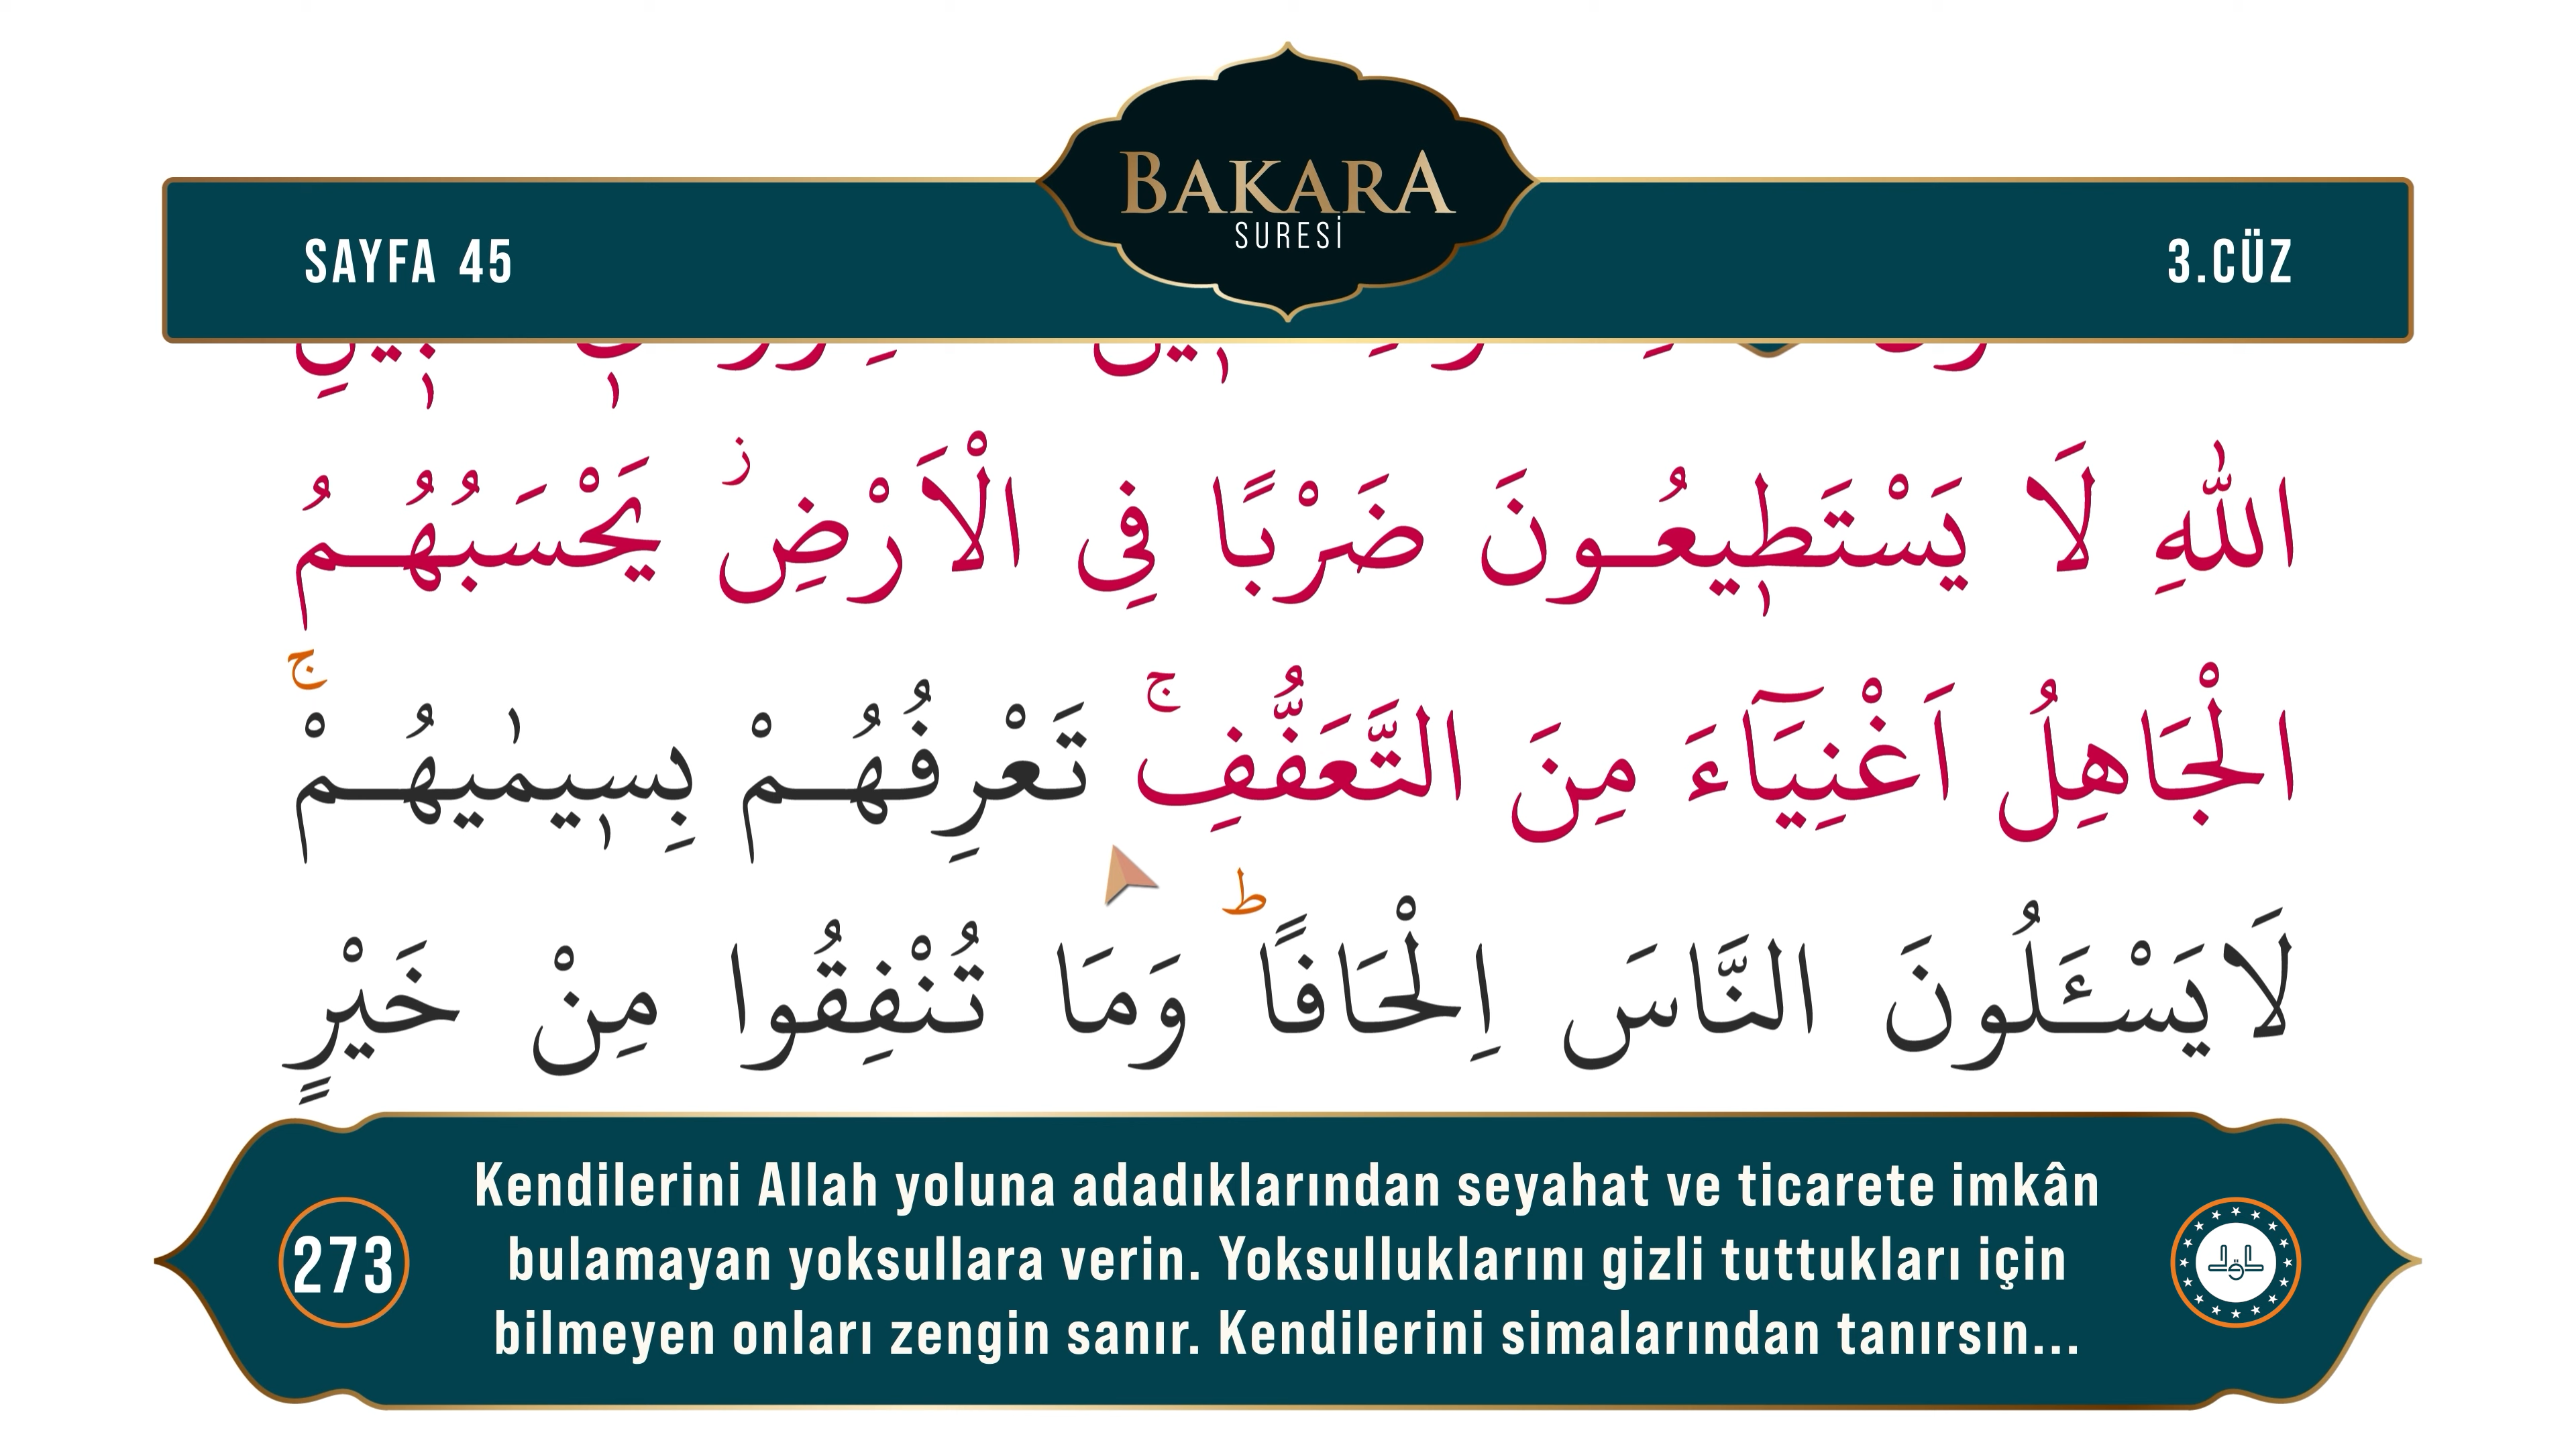 BAKARA
SURESİ
SAYFA 45
3.CÜZ
اللّٰهِ لَا يَسْتَط۪يعُونَ ضَرْبًا فِى الْاَرْضِۘ يَحْسَبُهُمُ
الْجَاهِلُ اَغْنِيَٓاءَ مِنَ التَّعَفُّفِۚ تَعْرِفُهُمْ بِس۪يمٰيهُمْۚ
لَايَسْـَٔلُونَ النَّاسَ اِلْحَافًاۜ وَمَا تُنْفِقُوا مِنْ خَيْرٍ
273
Kendilerini Allah yoluna adadıklarından seyahat ve ticarete imkân
bulamayan yoksullara verin. Yoksulluklarını gizli tuttukları için
bilmeyen onları zengin sanır. Kendilerini simalarından tanırsın...